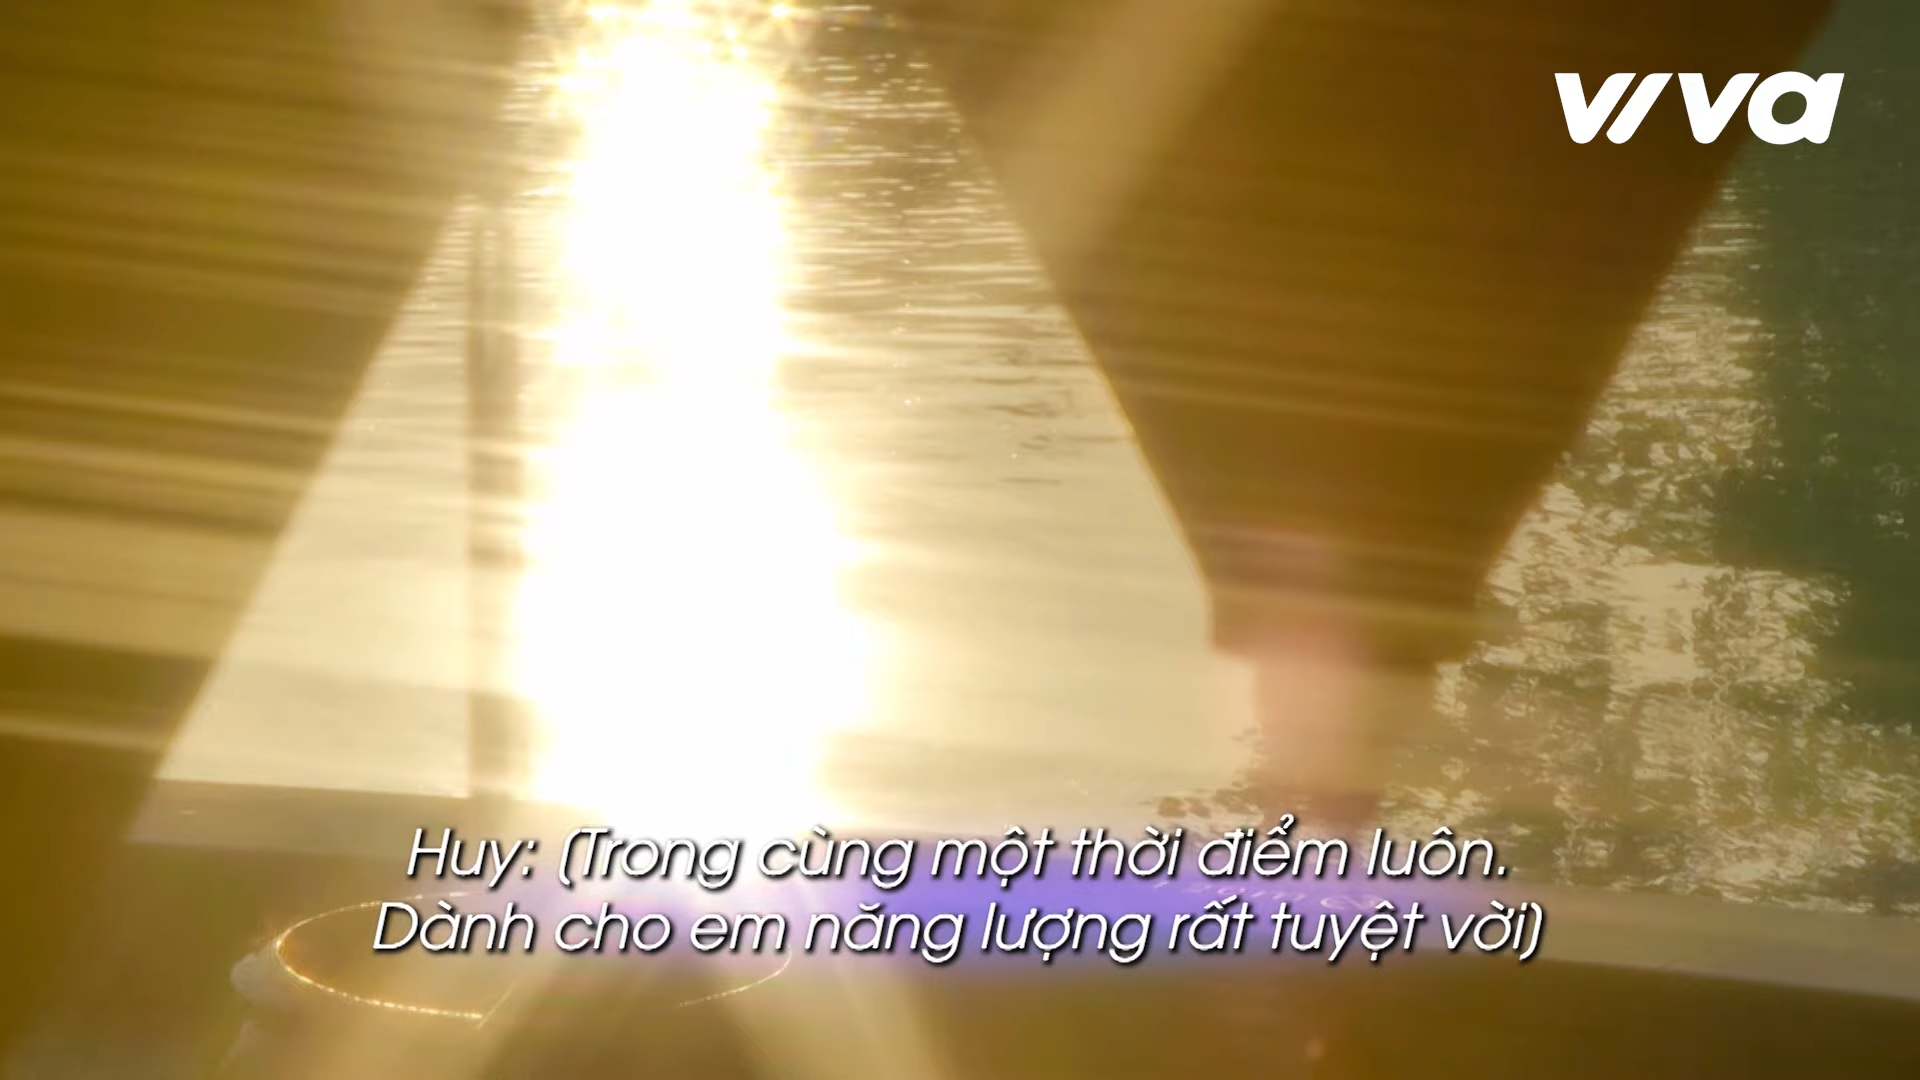 VIVA
Huy: (Trong cùng một thời điểm luôn.
Dành cho em năng lượng rất tuyệt vời)